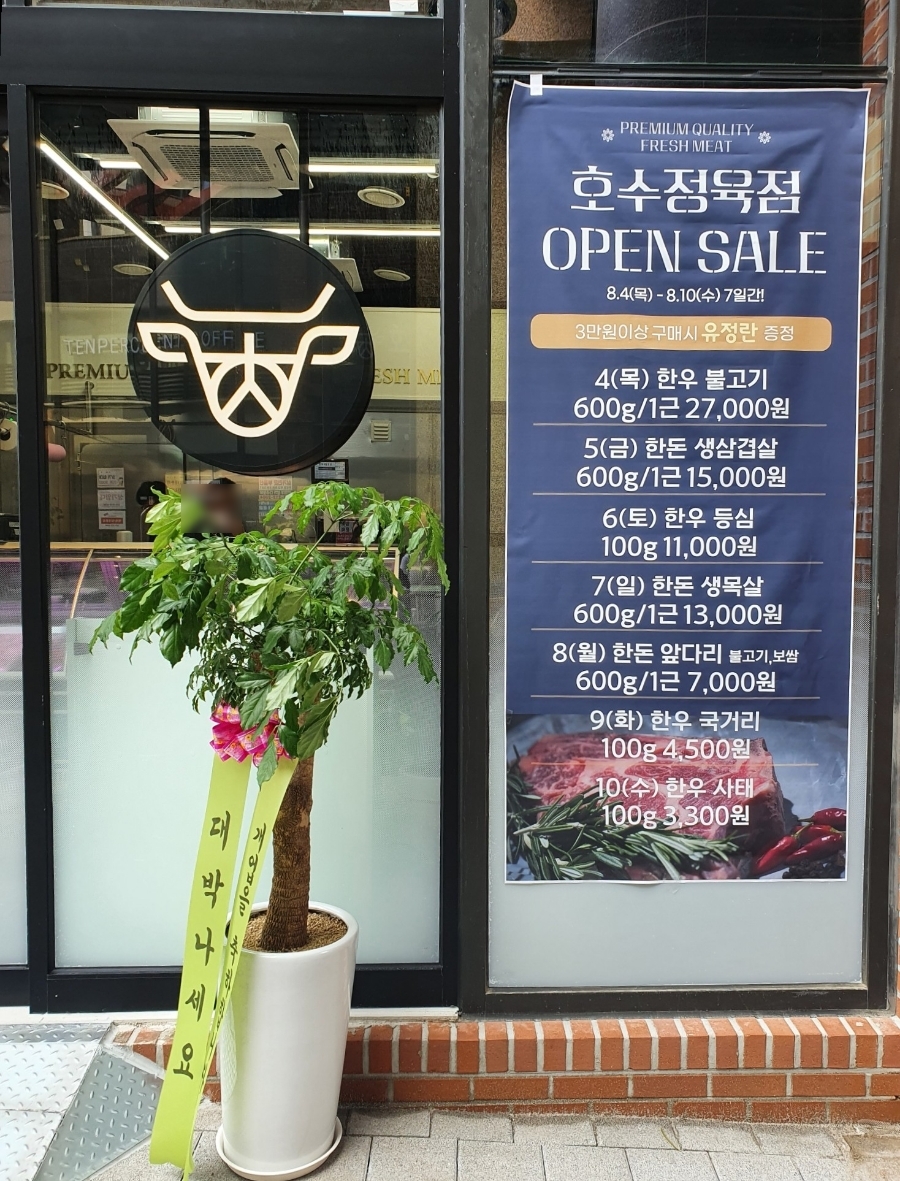 PREMIUM QUALITY
FRESH MEAT
호수정육점
OPEN SALE
8.4(목) - 8.10(수) 7일간!
3만원이상 구매시 유정란 증정
4(목) 한우 불고기
600g/1근 27,000원
5(금) 한돈 생삼겹살
600g/1근 15,000원
6(토) 한우 등심
100g 11,000원
7(일) 한돈 생목살
600g/1근 13,000원
8(월) 한돈 앞다리 불고기,보쌈
600g/1근 7,000원
9(화) 한우 국거리
100g 4,500원
10(수) 한우 사태
100g 3,300원
대박나세요